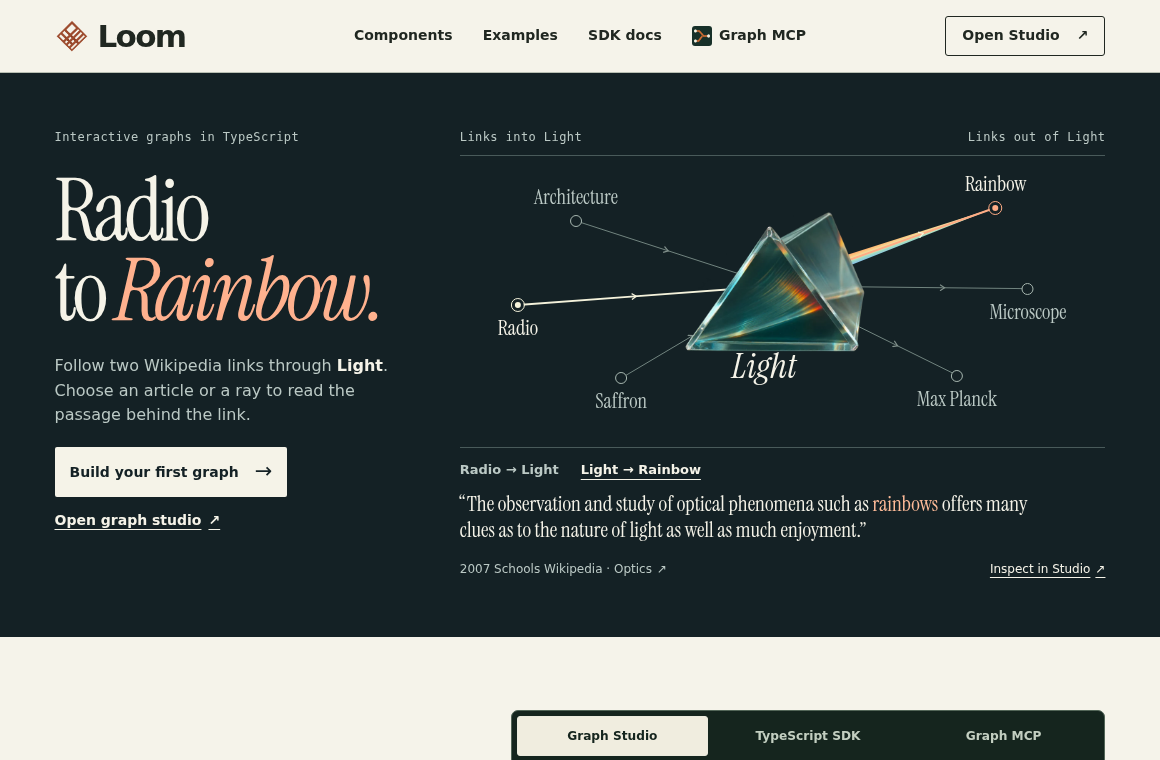 Loom
Components
Examples
SDK docs
Graph MCP
Open Studio ↗
Interactive graphs in TypeScript
Radio
to Rainbow.
Follow two Wikipedia links through Light.
Choose an article or a ray to read the
passage behind the link.
Build your first graph →
Open graph studio ↗
Links into Light
Links out of Light
Architecture
Rainbow
Radio
Microscope
Light
Saffron
Max Planck
Radio → Light
Light → Rainbow
“The observation and study of optical phenomena such as rainbows offers many
clues as to the nature of light as well as much enjoyment.”
2007 Schools Wikipedia · Optics ↗
Inspect in Studio ↗
Graph Studio
TypeScript SDK
Graph MCP